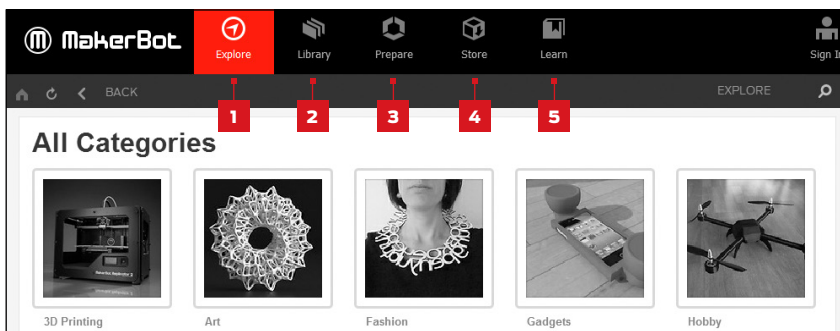 MakerBot
Explore
Library
Prepare
Store
Learn
Sign In
BACK
EXPLORE
1
2
3
4
5
All Categories
3D Printing
Art
Fashion
Gadgets
Hobby